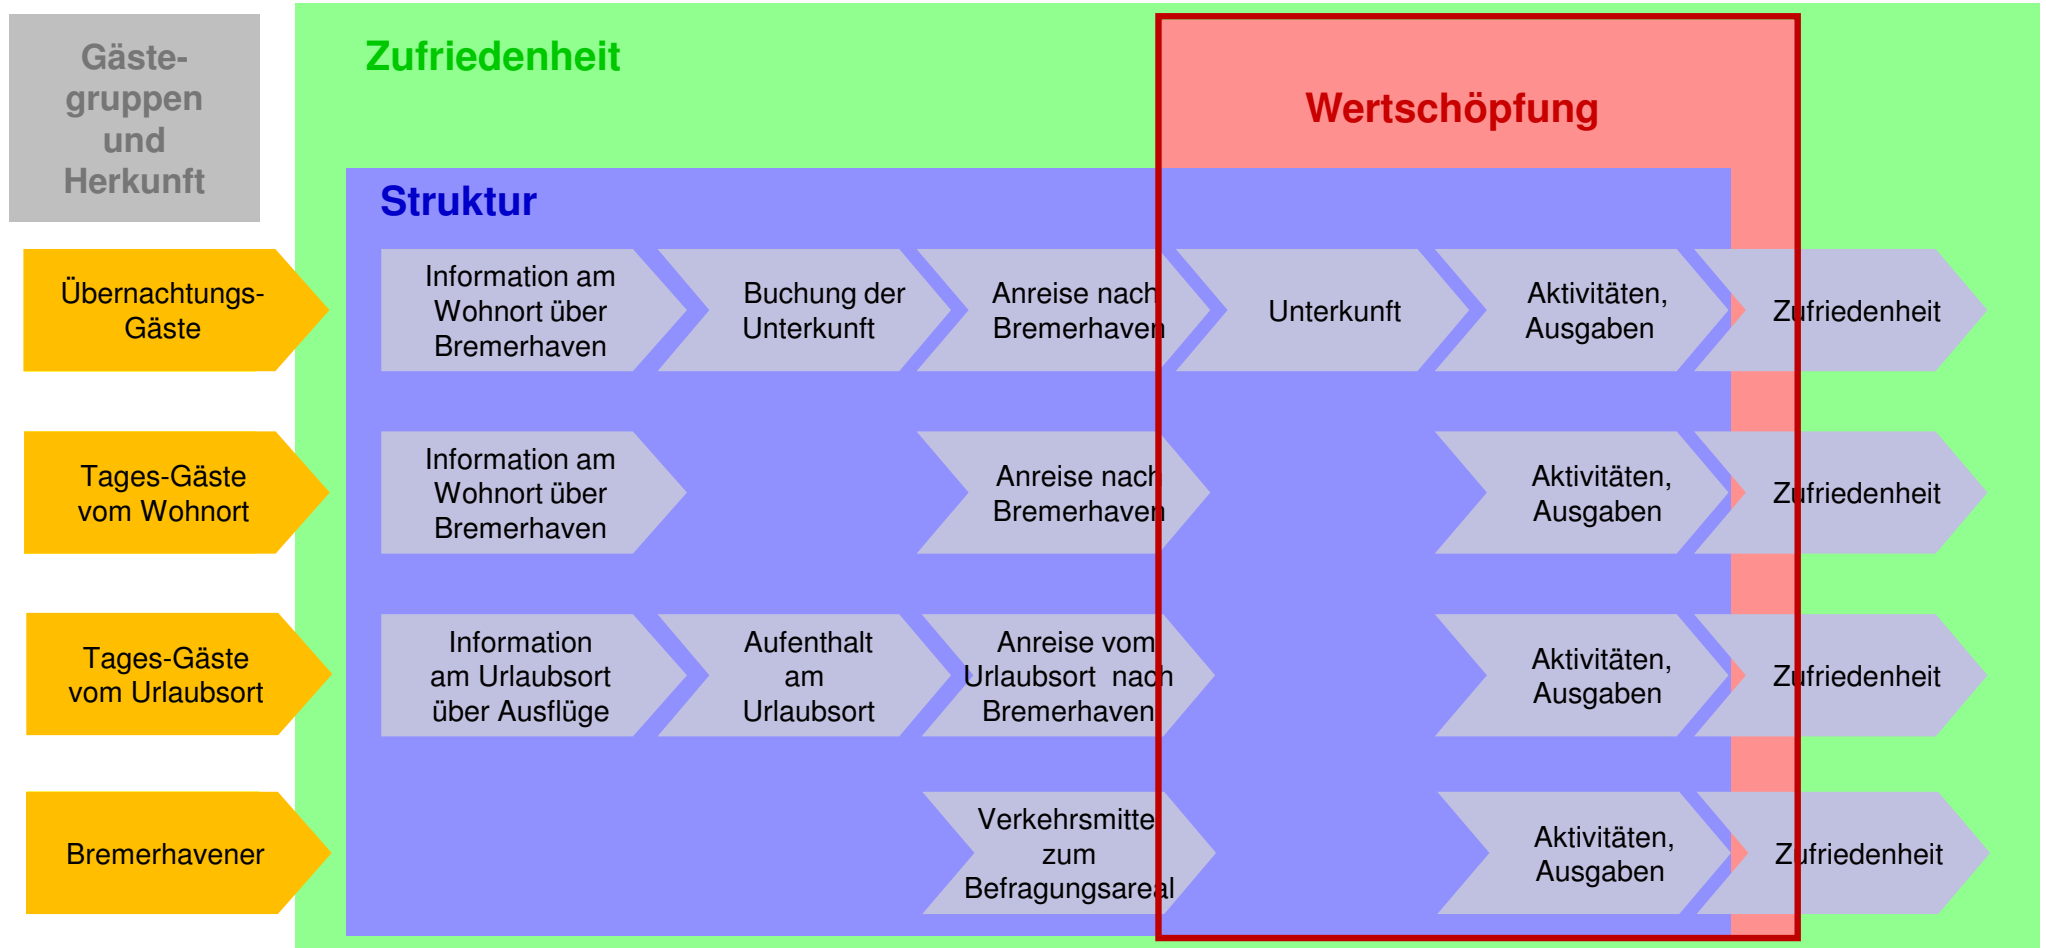 Gäste-
gruppen
und
Herkunft
Zufriedenheit
Wertschöpfung
Struktur
Übernachtungs-
Gäste
Information am
Wohnort über
Bremerhaven
Buchung der
Unterkunft
Anreise nach
Bremerhaven
Unterkunft
Aktivitäten,
Ausgaben
Zufriedenheit
Tages-Gäste
vom Wohnort
Information am
Wohnort über
Bremerhaven
Anreise nach
Bremerhaven
Aktivitäten,
Ausgaben
Zufriedenheit
Tages-Gäste
vom Urlaubsort
Information
am Urlaubsort
über Ausflüge
Aufenthalt
am
Urlaubsort
Anreise vom
Urlaubsort nach
Bremerhaven
Aktivitäten,
Ausgaben
Zufriedenheit
Bremerhavener
Verkehrsmittel
zum
Befragungsareal
Aktivitäten,
Ausgaben
Zufriedenheit